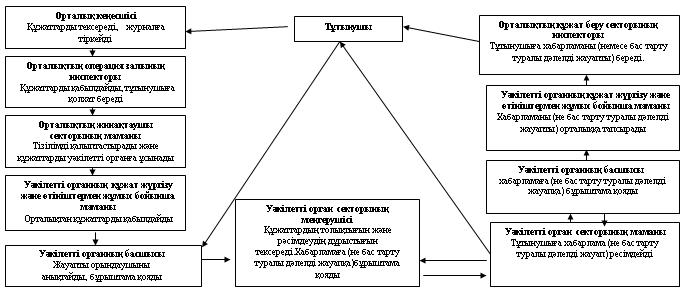 Орталық кеңесшісі
Құжаттарды тексереді, журналға
тіркейді
Орталықтың операция залының
инспекторы
Құжаттарды қабылдайды, тұтынушыға
қолхат береді
Орталықтың жинақтаушы
секторының маманы
Тізілімді қалыптастырады және
құжаттарды уәкілетті органға ұсынады
Уәкілетті органның құжат жүргізу
және өтініштермен жұмыс бойынша
маманы
Орталықтан құжаттарды қабылдайды
Уәкілетті органның басшысы
Жауапты орындаушыны
анықтайды, бұрыштама қояды
Тұтынушы
Уәкілетті орган секторының
меңгерушісі
Құжаттардың толықтығын және
рәсімдеудің дұрыстығын
тексереді.Хабарламаға (не бас тарту
туралы дәлелді жауапқа)бұрыштама
қояды
Орталықтың құжат беру секторының
инспекторы
Тұтынушыға хабарламаны (немесе бас тарту
туралы дәлелді жауапты) береді.
Уәкілетті органның құжат жүргізу және
өтініштермен жұмыс бойынша маманы
Хабарламаны (не бас тарту туралы дәлелді
жауапты) орталыққа тапсырады
Уәкілетті органның басшысы
хабарламаға (не бас тарту туралы дәлелді
жауапқа) бұрыштама қояды
Уәкілетті орган секторының маманы
Тұтынушыға хабарлама (не бас тарту
туралы дәлелді жауап) ресімдейді